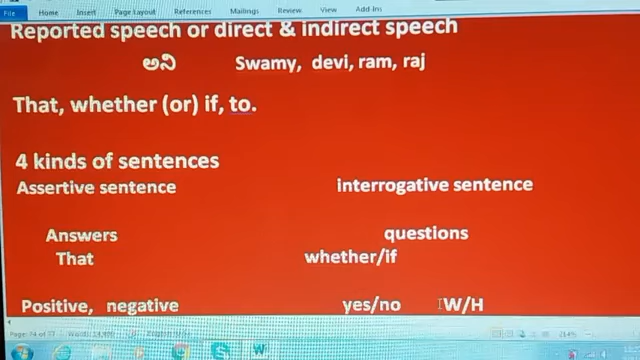 File Home Insert Page Layout References Mailings Review View Add-Ins
Reported speech or direct & indirect speech
అని Swamy, devi, ram, raj
That, whether (or) if, to.
4 kinds of sentences
Assertive sentence interrogative sentence
Answers questions
That whether/if
Positive, negative yes/no W/H